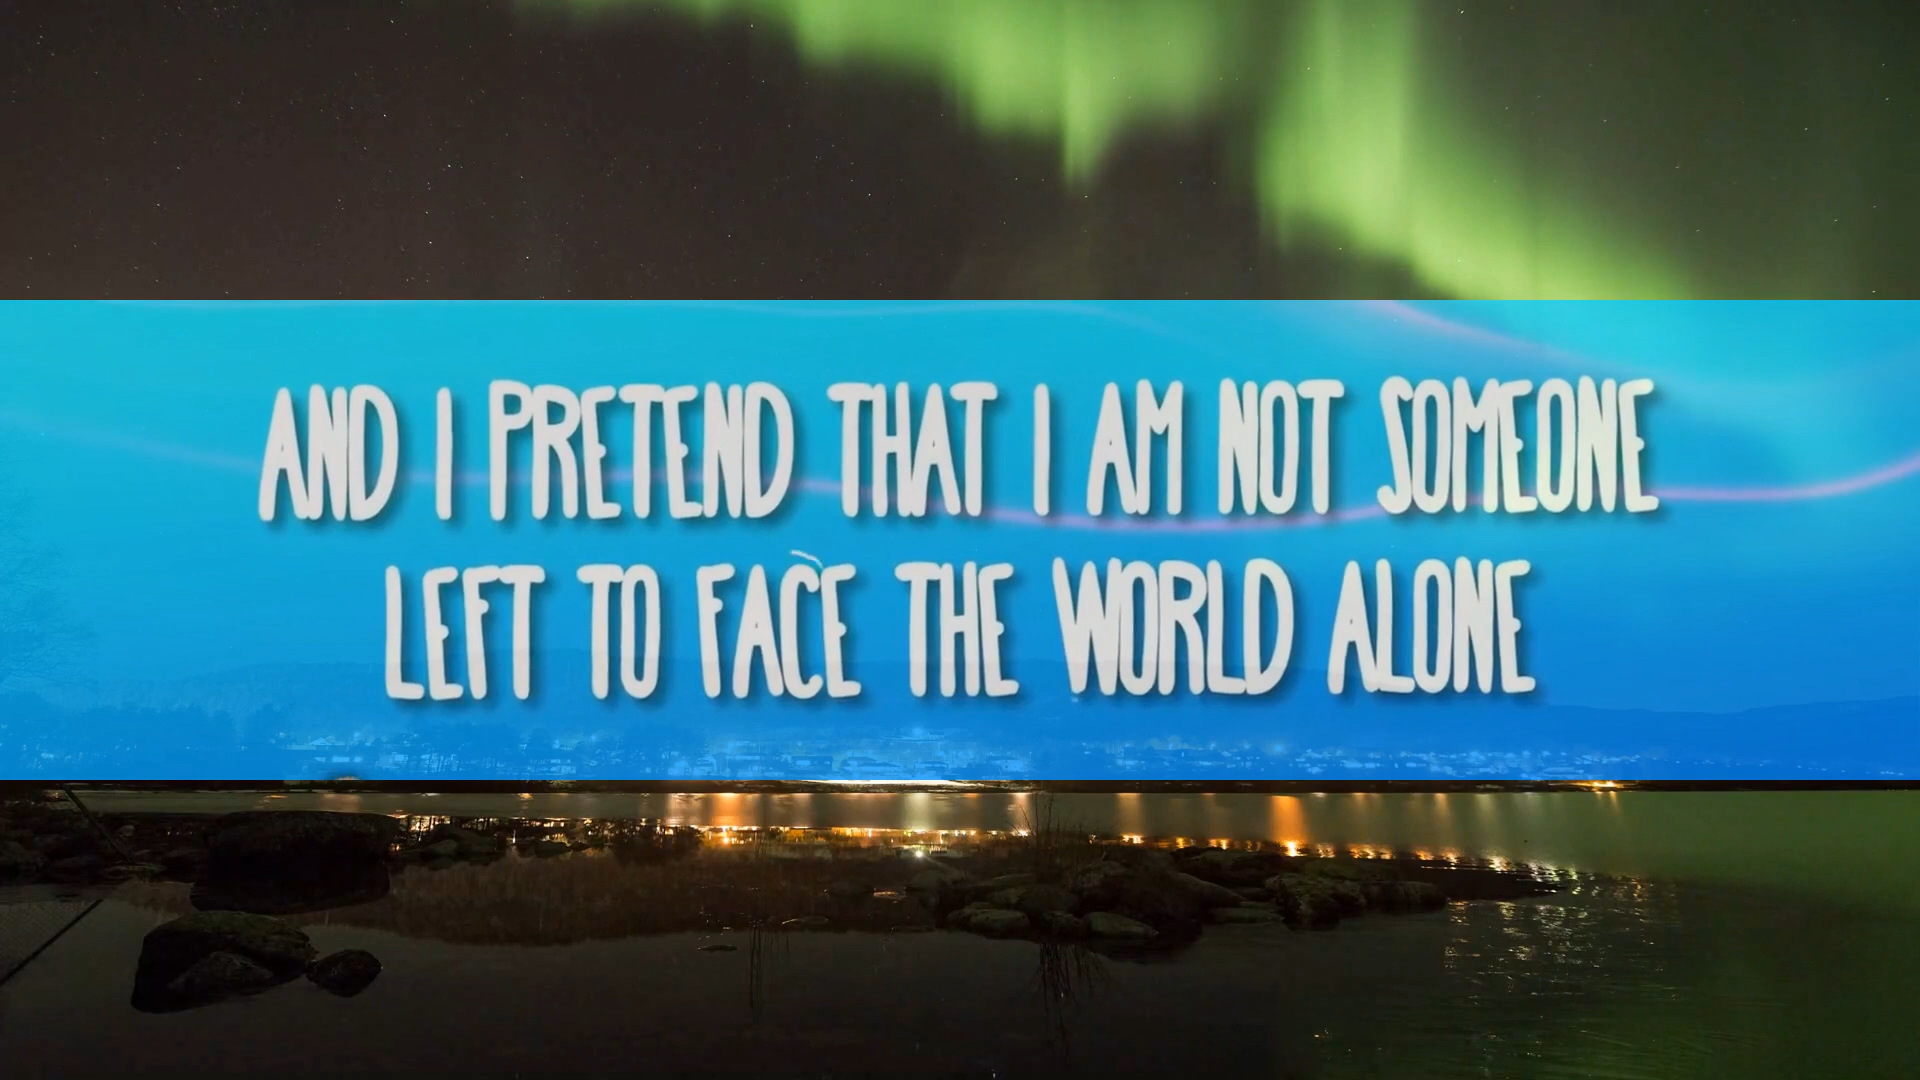 AND I PRETEND THAT I AM NOT SOMEONE
LEFT TO FACE THE WORLD ALONE